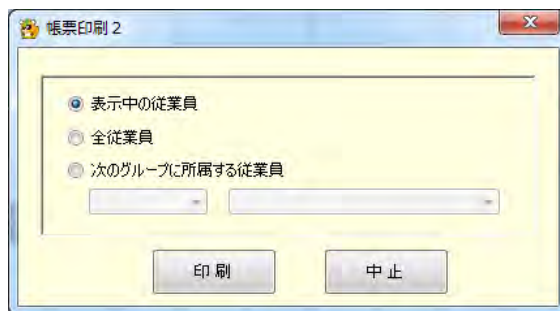 帳票印刷2
表示中の従業員
全従業員
次のグループに所属する従業員
印刷
中止